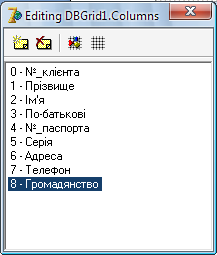 Editing DBGrid1.Columns
0 - №_клієнта
1 - Прізвище
2 - Ім'я
3 - По-батькові
4 - №_паспорта
5 - Серія
6 - Адреса
7 - Телефон
8 - Громадянство